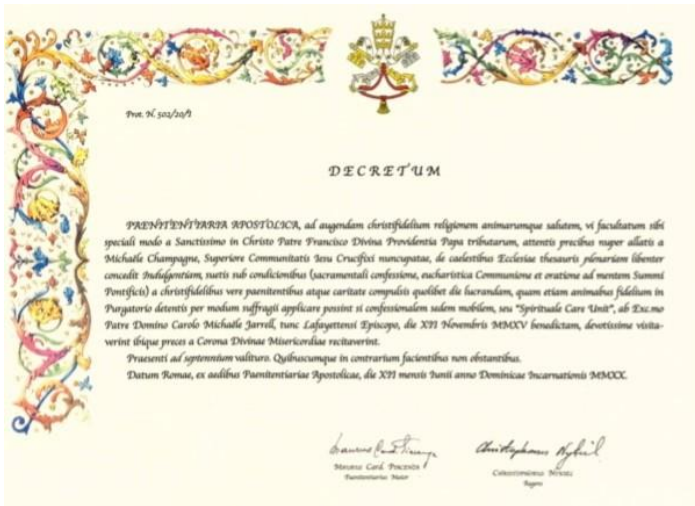 Prot. N. 502/20/I
DECRETUM
PAENITENTIARIA APOSTOLICA, ad augendam christifidelium religionem animarumque salutem, vi facultatum sibi
speciali modo a Sanctissimo in Christo Patre Francisco Divina Providentia Papa tributarum, attentis precibus nuper allatis a
Michaële Champagne, Superiore Communitatis Iesu Crucifixi nuncupatae, de caelestibus Ecclesiae thesauris plenariam libenter
concedit Indulgentiam, suetis sub condicionibus (sacramentali confessione, eucharistica Communione et oratione ad mentem Summi
Pontificis) a christifidelibus vere paenitentibus atque caritate compulsis quolibet die lucrandam, quam etiam animabus fidelium in
Purgatorio detentis per modum suffragii applicare possint si confessionalem sedem mobilem, seu "Spirituale Care Unit", ab Exc.mo
Patre Domino Carolo Michaële Jarrell, tunc Lafayettensi Episcopo, die XII Novembris MMXV benedictam, devotissime visita-
verint ibique preces a Corona Divinae Misericordiae recitaverint.
Praesenti ad septennium valituro. Quibuscumque in contrarium facientibus non obstantibus.
Datum Romae, ex aedibus Paenitentiariae Apostolicae, die XII mensis Iunii anno Dominicae Incarnationis MMXX.
Maurus Card. Piacenza
Paenitentiarius Maior
Christophorus Nykiel
Regens